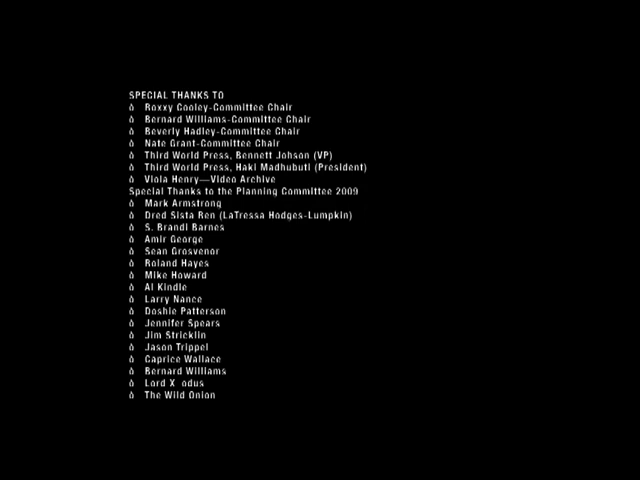 SPECIAL THANKS TO
ò Roxxy Cooley-Committee Chair
ò Bernard Williams-Committee Chair
ò Beverly Hadley-Committee Chair
ò Nate Grant-Committee Chair
ò Third World Press, Bennett Johson (VP)
ò Third World Press, Haki Madhubuti (President)
ò Viola Henry—Video Archive
Special Thanks to the Planning Committee 2009
ò Mark Armstrong
ò Dred Sista Ren (LaTressa Hodges-Lumpkin)
ò S. Brandi Barnes
ò Amir George
ò Sean Grosvenor
ò Roland Hayes
ò Mike Howard
ò Al Kindle
ò Larry Nance
ò Doshie Patterson
ò Jennifer Spears
ò Jim Stricklin
ò Jason Trippel
ò Caprice Wallace
ò Bernard Williams
ò Lord X odus
ò The Wild Onion